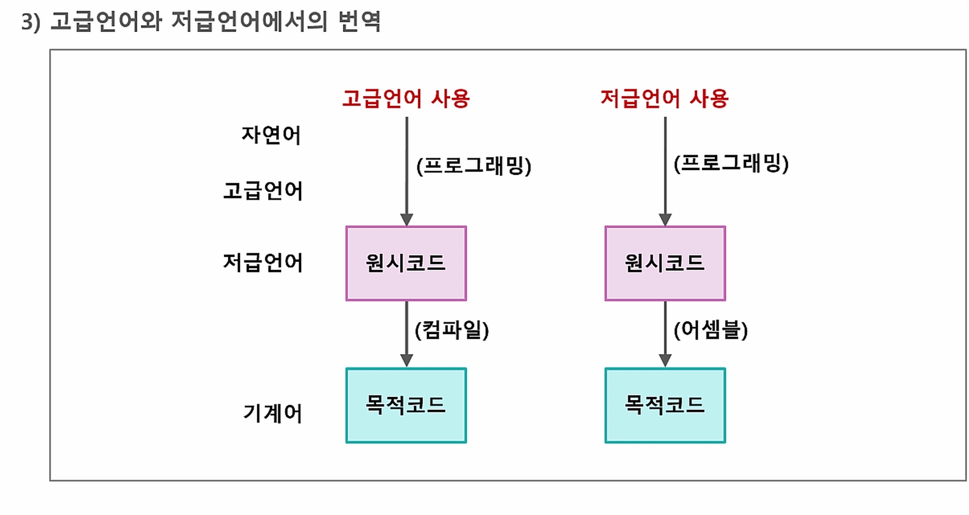 3) 고급언어와 저급언어에서의 번역
고급언어 사용
저급언어 사용
자연어
(프로그래밍)
(프로그래밍)
고급언어
저급언어
원시코드
원시코드
(컴파일)
(어셈블)
기계어
목적코드
목적코드